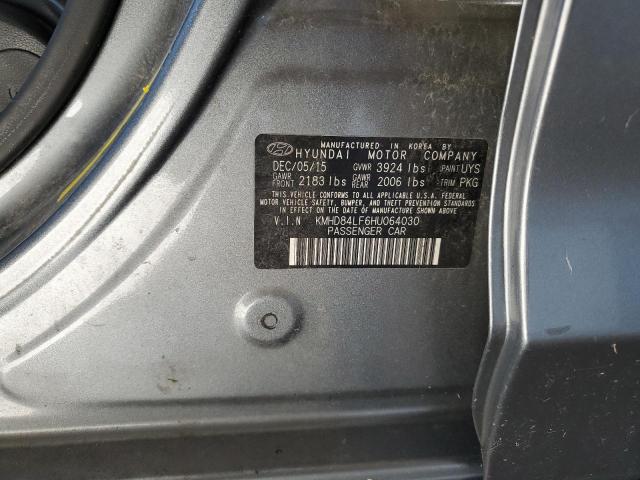 MANUFACTURED IN KOREA BY
HYUNDAI MOTOR COMPANY
DEC/05/15 GVWR 3924 lbs PAINT UYS
GAWR FRONT 2183 lbs GAWR REAR 2006 lbs TRIM PKG
THIS VEHICLE CONFORMS TO ALL APPLICABLE U.S.A. FEDERAL
MOTOR VEHICLE SAFETY, BUMPER, AND THEFT PREVENTION
STANDARDS IN EFFECT ON THE DATE OF MANUFACTURE SHOWN ABOVE.
V.I.N KMHD84LF6HU064030
PASSENGER CAR